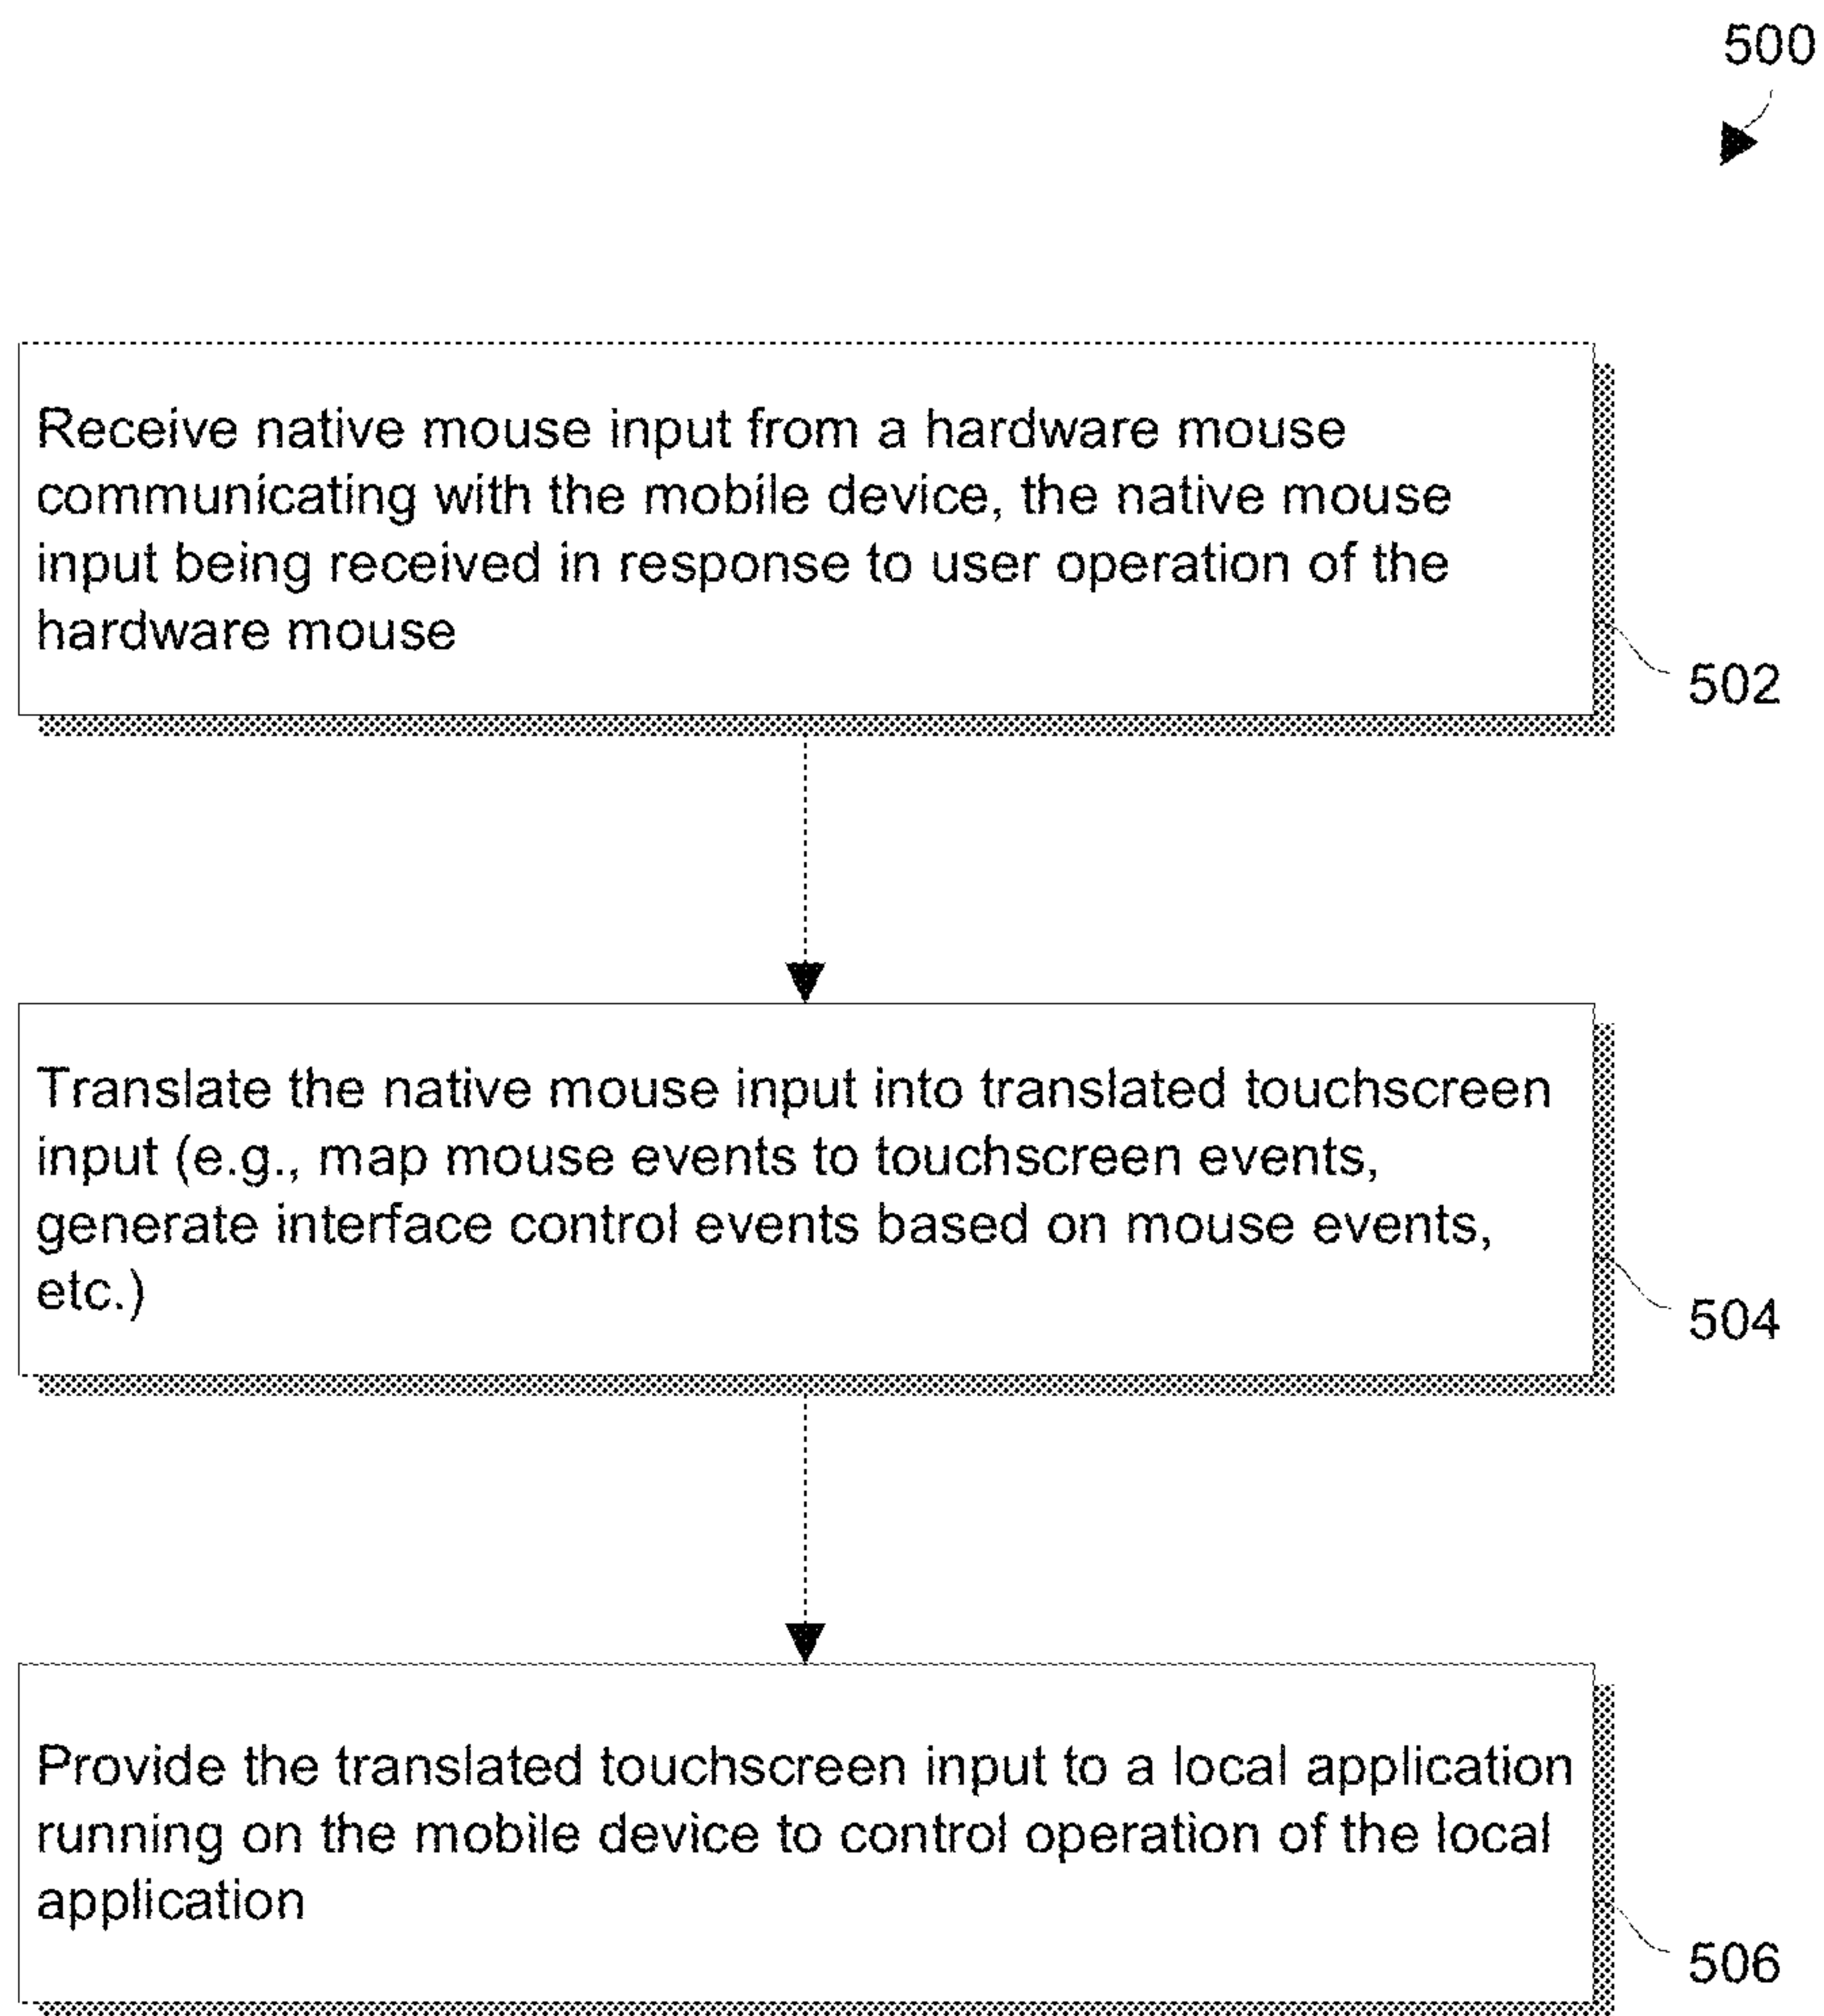 500
Receive native mouse input from a hardware mouse
communicating with the mobile device, the native mouse
input being received in response to user operation of the
hardware mouse
502
Translate the native mouse input into translated touchscreen
input (e.g., map mouse events to touchscreen events,
generate interface control events based on mouse events,
etc.)
504
Provide the translated touchscreen input to a local application
running on the mobile device to control operation of the local
application
506